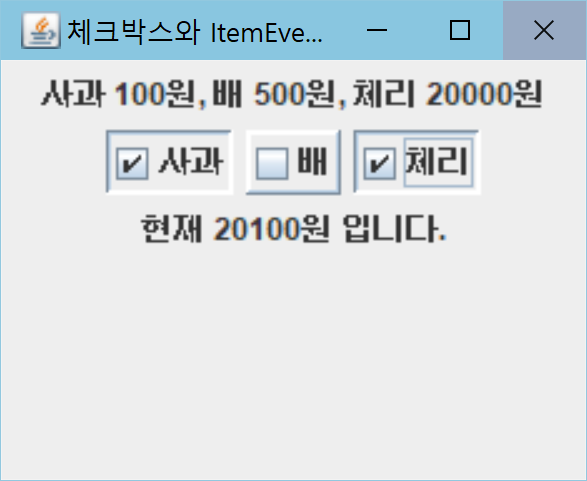 체크박스와 ItemEve...
사과 100원, 배 500원, 체리 20000원
사과 배 체리
현재 20100원 입니다.